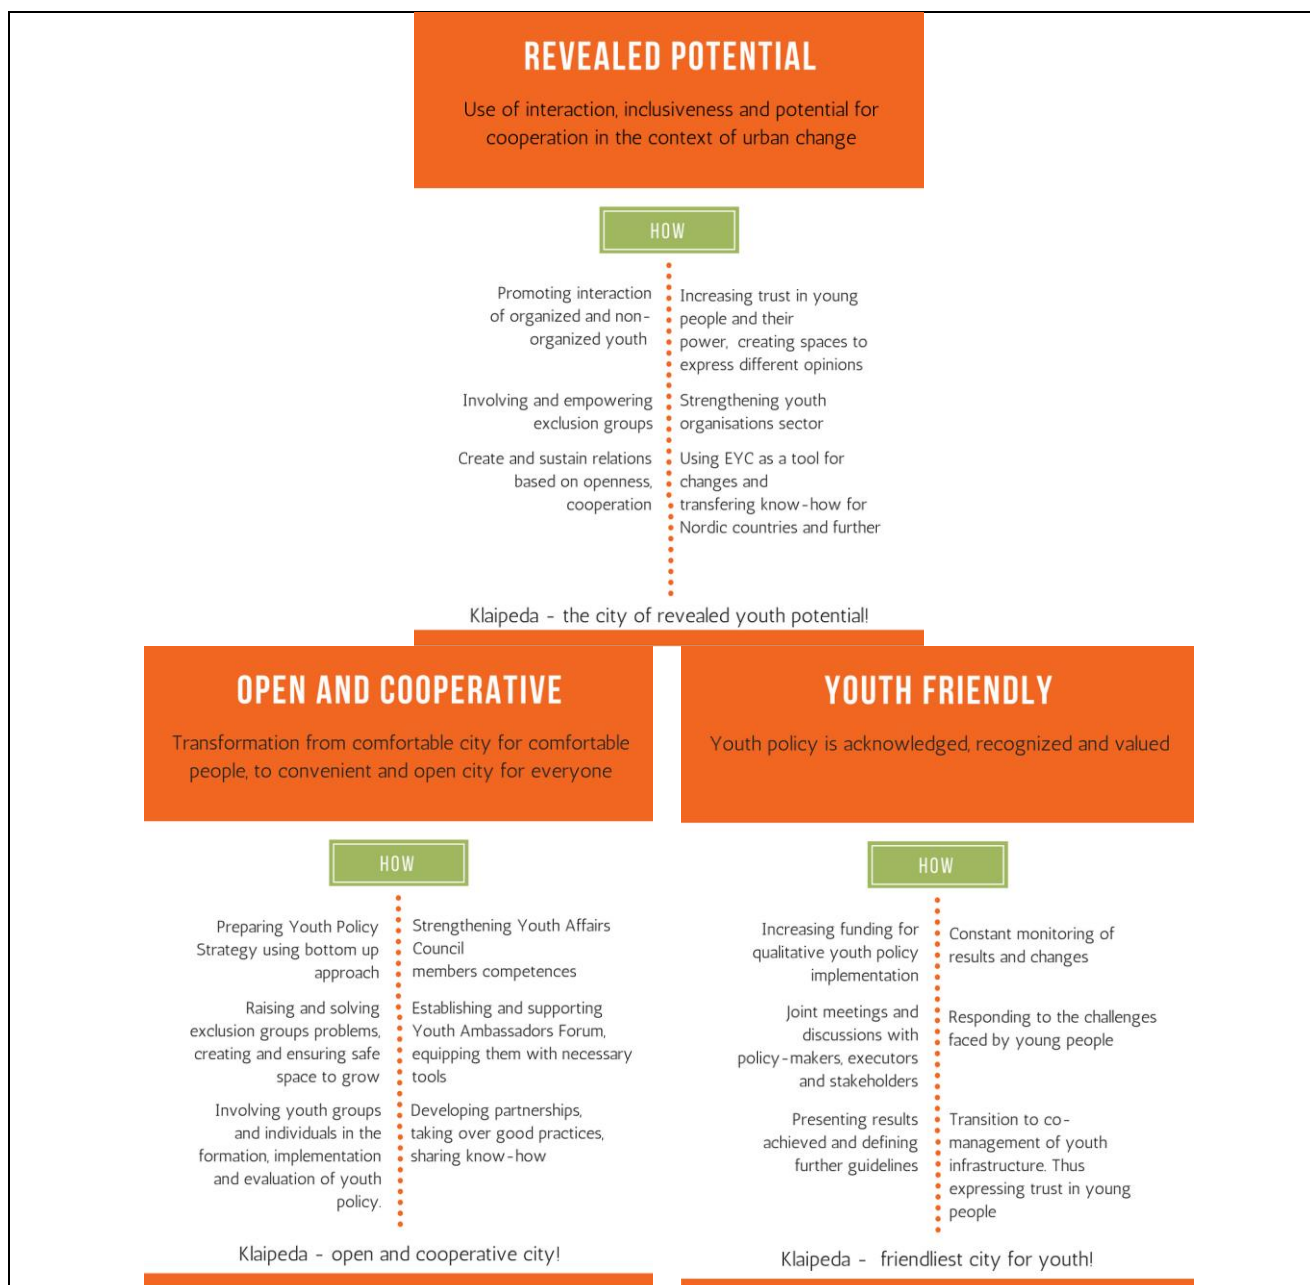 REVEALED POTENTIAL
Use of interaction, inclusiveness and potential for
cooperation in the context of urban change
HOW
Promoting interaction
of organized and non-
organized youth
Increasing trust in young
people and their
power, creating spaces to
express different opinions
Involving and empowering
exclusion groups
Strengthening youth
organisations sector
Create and sustain relations
based on openness,
cooperation
Using EYC as a tool for
changes and
transfering know-how for
Nordic countries and further
Klaipeda - the city of revealed youth potential!
OPEN AND COOPERATIVE
Transformation from comfortable city for comfortable
people, to convenient and open city for everyone
HOW
Preparing Youth Policy
Strategy using bottom up
approach
Strengthening Youth Affairs
Council
members competences
Raising and solving
exclusion groups problems,
creating and ensuring safe
space to grow
Establishing and supporting
Youth Ambassadors Forum,
equipping them with necessary
tools
Involving youth groups
and individuals in the
formation, implementation
and evaluation of youth
policy.
Developing partnerships,
taking over good practices,
sharing know-how
Klaipeda - open and cooperative city!
YOUTH FRIENDLY
Youth policy is acknowledged, recognized and valued
HOW
Increasing funding for
qualitative youth policy
implementation
Constant monitoring of
results and changes
Joint meetings and
discussions with
policy-makers, executors
and stakeholders
Responding to the challenges
faced by young people
Presenting results
achieved and defining
further guidelines
Transition to co-
management of youth
infrastructure. Thus
expressing trust in young
people
Klaipeda - friendliest city for youth!